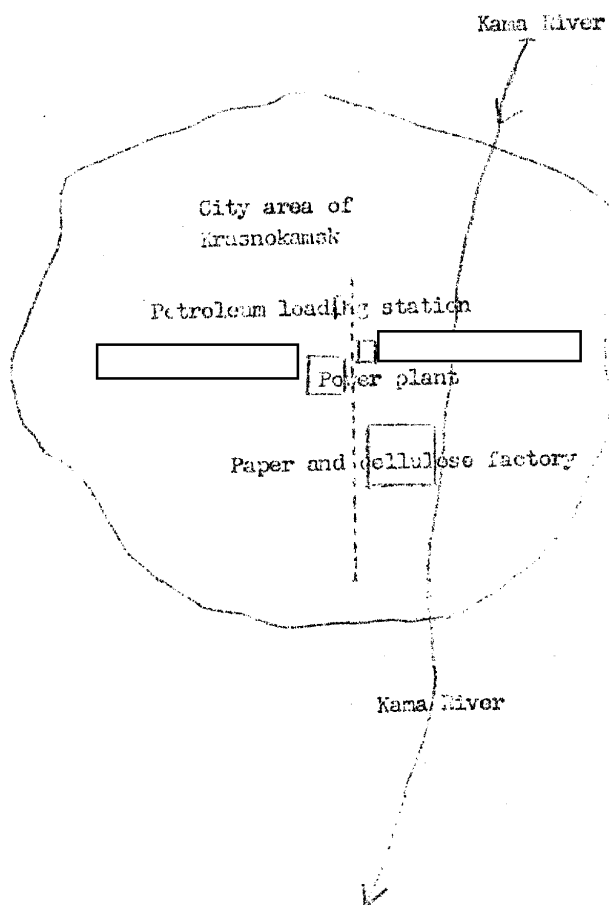 Kama River
City area of
Krasnokamsk
Petroleum loading station
Power plant
Paper and cellulose factory
Kama River